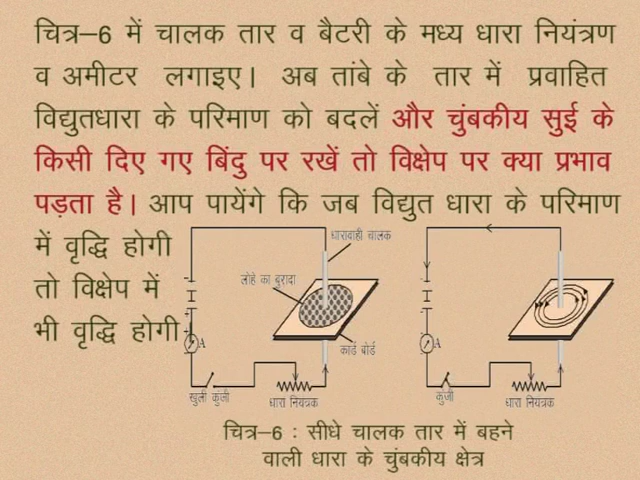 चित्र–6 में चालक तार व बैटरी के मध्य धारा नियंत्रण
व अमीटर लगाइए। अब तांबे के तार में प्रवाहित
विद्युतधारा के परिमाण को बदलें और चुंबकीय सुई के
किसी दिए गए बिंदु पर रखें तो विक्षेप पर क्या प्रभाव
पड़ता है। आप पायेंगे कि जब विद्युत धारा के परिमाण
में वृद्धि होगी
तो विक्षेप में
भी वृद्धि होगी।
धारावाही चालक
लोहे का बुरादा
कार्ड बोर्ड
A
खुली कुंजी
धारा नियंत्रक
A
कुंजी
धारा नियंत्रक
चित्र–6 : सीधे चालक तार में बहने
वाली धारा के चुंबकीय क्षेत्र